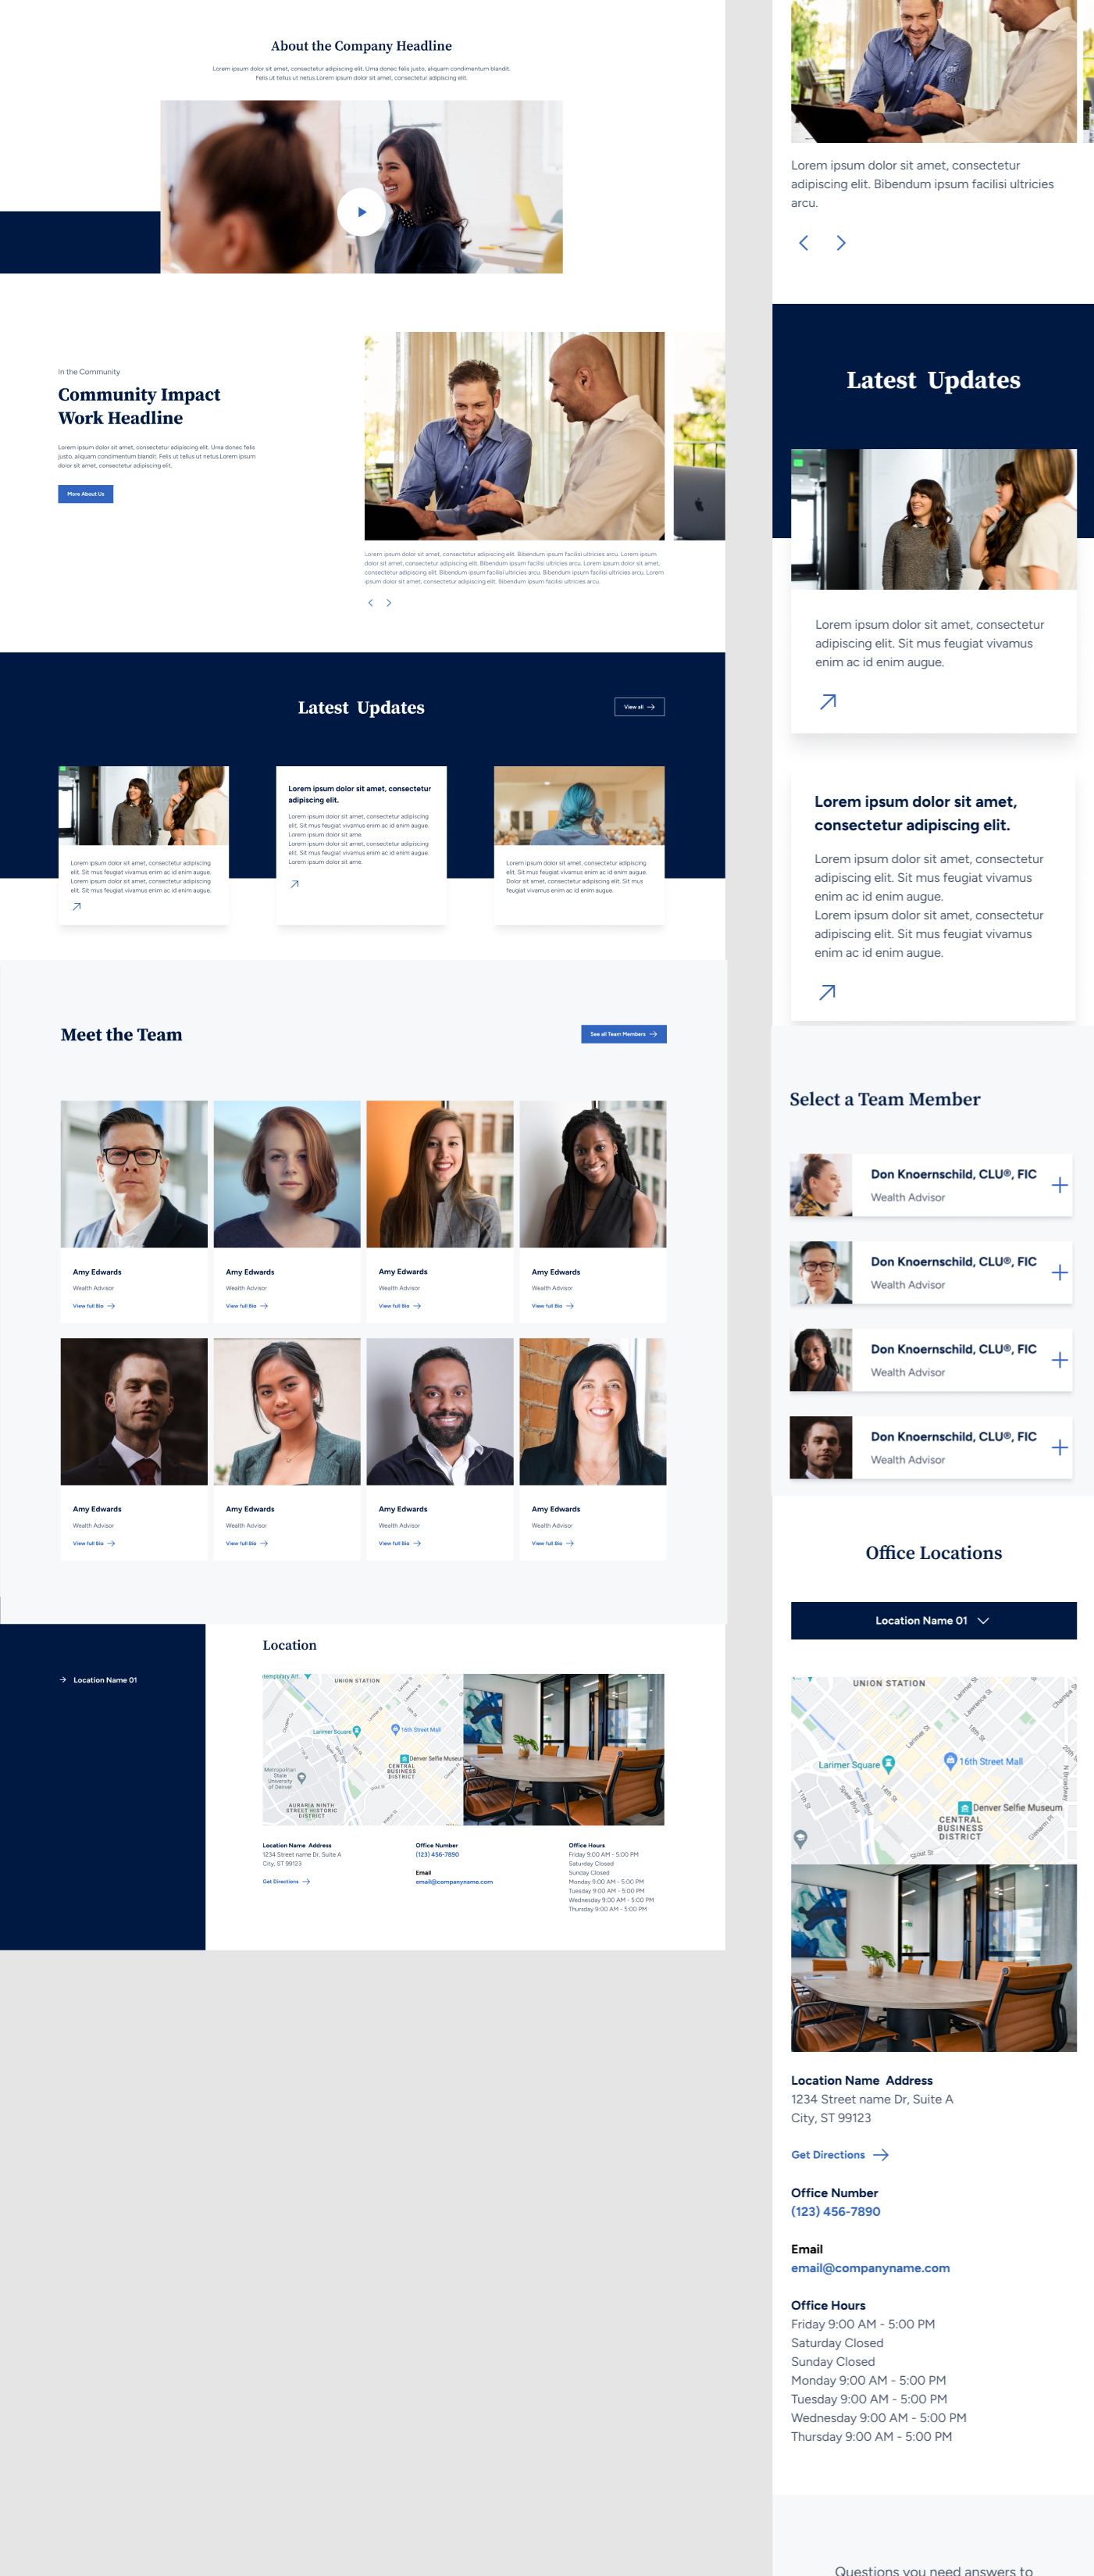 About the Company Headline
Lorem ipsum dolor sit amet, consectetur adipiscing elit. Urna donec felis justo, aliquam condimentum blandit.
Felis ut tellus ut netus.Lorem ipsum dolor sit amet, consectetur adipiscing elit.
In the Community
Community Impact
Work Headline
Lorem ipsum dolor sit amet, consectetur adipiscing elit. Urna donec felis
justo, aliquam condimentum blandit. Felis ut tellus ut netus.Lorem ipsum
dolor sit amet, consectetur adipiscing elit.
More About Us
Lorem ipsum dolor sit amet, consectetur adipiscing elit. Bibendum ipsum facilisi ultricies arcu. Lorem ipsum
dolor sit amet, consectetur adipiscing elit. Bibendum ipsum facilisi ultricies arcu. Lorem ipsum dolor sit amet,
consectetur adipiscing elit. Bibendum ipsum facilisi ultricies arcu. Bibendum ipsum facilisi ultricies arcu. Lorem
ipsum dolor sit amet, consectetur adipiscing elit. Bibendum ipsum facilisi ultricies arcu.
Latest Updates
View all
Lorem ipsum dolor sit amet, consectetur adipiscing
elit. Sit mus feugiat vivamus enim ac id enim augue.
Lorem ipsum dolor sit amet, consectetur adipiscing
elit. Sit mus feugiat vivamus enim ac id enim augue.
Lorem ipsum dolor sit amet, consectetur
adipiscing elit.
Lorem ipsum dolor sit amet, consectetur adipiscing
elit. Sit mus feugiat vivamus enim ac id enim augue.
Lorem ipsum dolor sit ame.
Lorem ipsum dolor sit amet, consectetur adipiscing
elit. Sit mus feugiat vivamus enim ac id enim augue.
Lorem ipsum dolor sit ame.
Lorem ipsum dolor sit amet, consectetur adipiscing
elit. Sit mus feugiat vivamus enim ac id enim augue.
Dolor sit amet, consectetur adipiscing elit. Sit mus
feugiat vivamus enim ac id enim augue.
Meet the Team
See all Team Members
Amy Edwards
Wealth Advisor
View full Bio
Amy Edwards
Wealth Advisor
View full Bio
Amy Edwards
Wealth Advisor
View full Bio
Amy Edwards
Wealth Advisor
View full Bio
Amy Edwards
Wealth Advisor
View full Bio
Amy Edwards
Wealth Advisor
View full Bio
Amy Edwards
Wealth Advisor
View full Bio
Amy Edwards
Wealth Advisor
View full Bio
Location Name 01
Location
UNION STATION
Larimer Square
16th Street Mall
Denver Selfie Museum
CENTRAL
BUSINESS
DISTRICT
Metropolitan
State
University
of Denver
AURARIA NINTH
STREET HISTORIC
DISTRICT
Location Name Address
1234 Street name Dr, Suite A
City, ST 99123
Get Directions
Office Number
(123) 456-7890
Email
email@companyname.com
Office Hours
Friday 9:00 AM - 5:00 PM
Saturday Closed
Sunday Closed
Monday 9:00 AM - 5:00 PM
Tuesday 9:00 AM - 5:00 PM
Wednesday 9:00 AM - 5:00 PM
Thursday 9:00 AM - 5:00 PM
Lorem ipsum dolor sit amet, consectetur
adipiscing elit. Bibendum ipsum facilisi ultricies
arcu.
Latest Updates
Lorem ipsum dolor sit amet, consectetur
adipiscing elit. Sit mus feugiat vivamus
enim ac id enim augue.
Lorem ipsum dolor sit amet,
consectetur adipiscing elit.
Lorem ipsum dolor sit amet, consectetur
adipiscing elit. Sit mus feugiat vivamus
enim ac id enim augue.
Lorem ipsum dolor sit amet, consectetur
adipiscing elit. Sit mus feugiat vivamus
enim ac id enim augue.
Select a Team Member
Don Knoernschild, CLU®, FIC
Wealth Advisor
Don Knoernschild, CLU®, FIC
Wealth Advisor
Don Knoernschild, CLU®, FIC
Wealth Advisor
Don Knoernschild, CLU®, FIC
Wealth Advisor
Office Locations
Location Name 01
UNION STATION
Larimer St
Lawrence St
18th St
Larimer Square
16th Street Mall
11th St
Speer Blvd
Speer Blvd
14th St
N Broadway
Denver Selfie Museum
CENTRAL
BUSINESS
DISTRICT
Glenarm Pl
Stout St
Location Name Address
1234 Street name Dr, Suite A
City, ST 99123
Get Directions
Office Number
(123) 456-7890
Email
email@companyname.com
Office Hours
Friday 9:00 AM - 5:00 PM
Saturday Closed
Sunday Closed
Monday 9:00 AM - 5:00 PM
Tuesday 9:00 AM - 5:00 PM
Wednesday 9:00 AM - 5:00 PM
Thursday 9:00 AM - 5:00 PM
Questions you need answers to